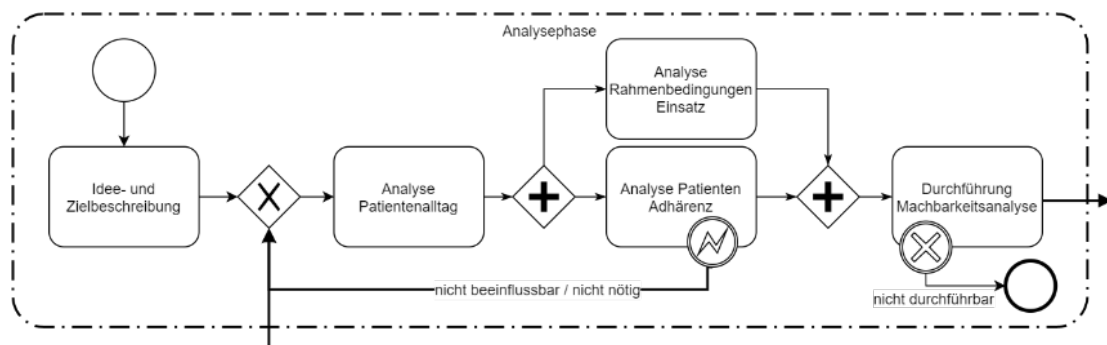 Analysephase
Analyse
Rahmenbedingungen
Einsatz
Idee- und
Zielbeschreibung
Analyse
Patientenalltag
Analyse Patienten
Adhärenz
Durchführung
Machbarkeitsanalyse
nicht beeinflussbar / nicht nötig
nicht durchführbar